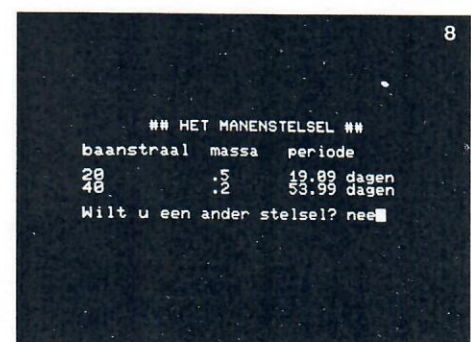 8
## HET MANENSTELSEL ##
baanstraal massa periode
20 .5 19.09 dagen
40 .2 53.99 dagen
Wilt u een ander stelsel? nee